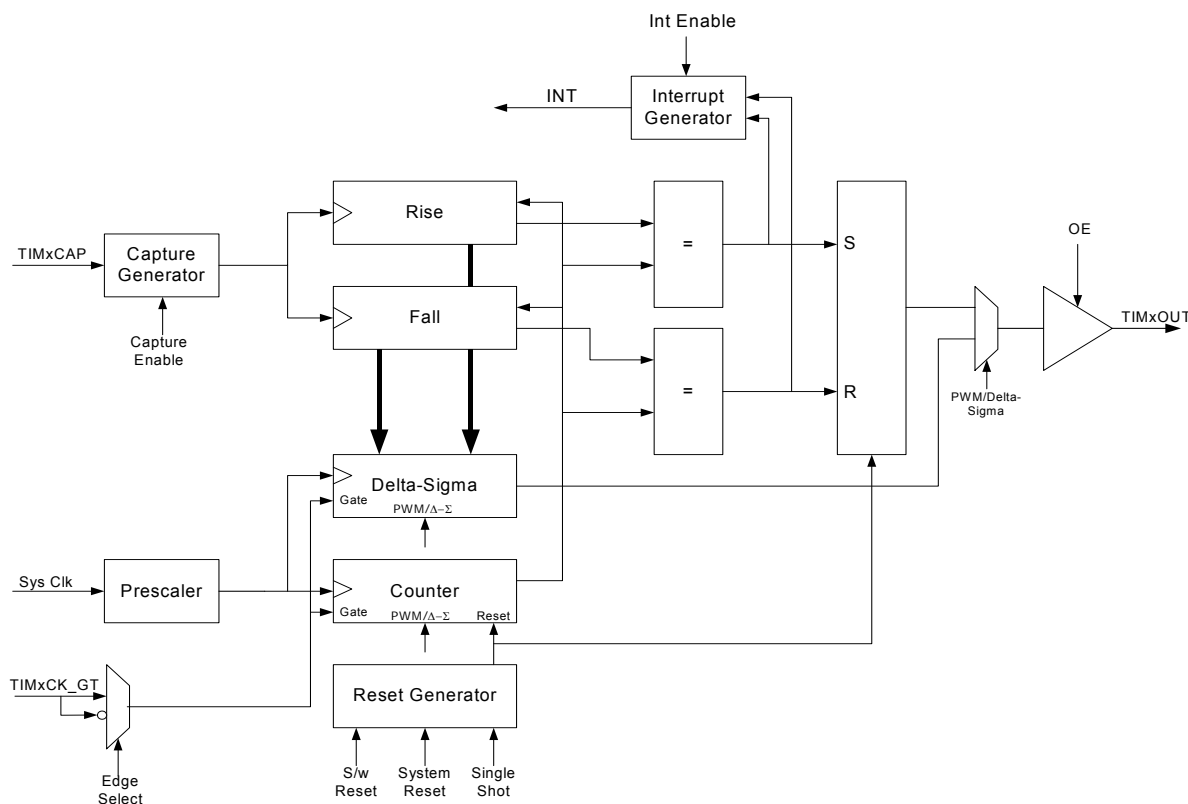 Int Enable
INT
Interrupt
Generator
Rise
=
S
OE
TIMxCAP
Capture
Generator
Fall
TIMxOUT
Capture
Enable
=
R
PWM/Delta-
Sigma
Delta-Sigma
Gate
PWM/Δ−Σ
Sys Clk
Prescaler
Counter
Gate
PWM/Δ−Σ
Reset
TIMxCK_GT
Reset Generator
Edge
Select
S/w
Reset
System
Reset
Single
Shot